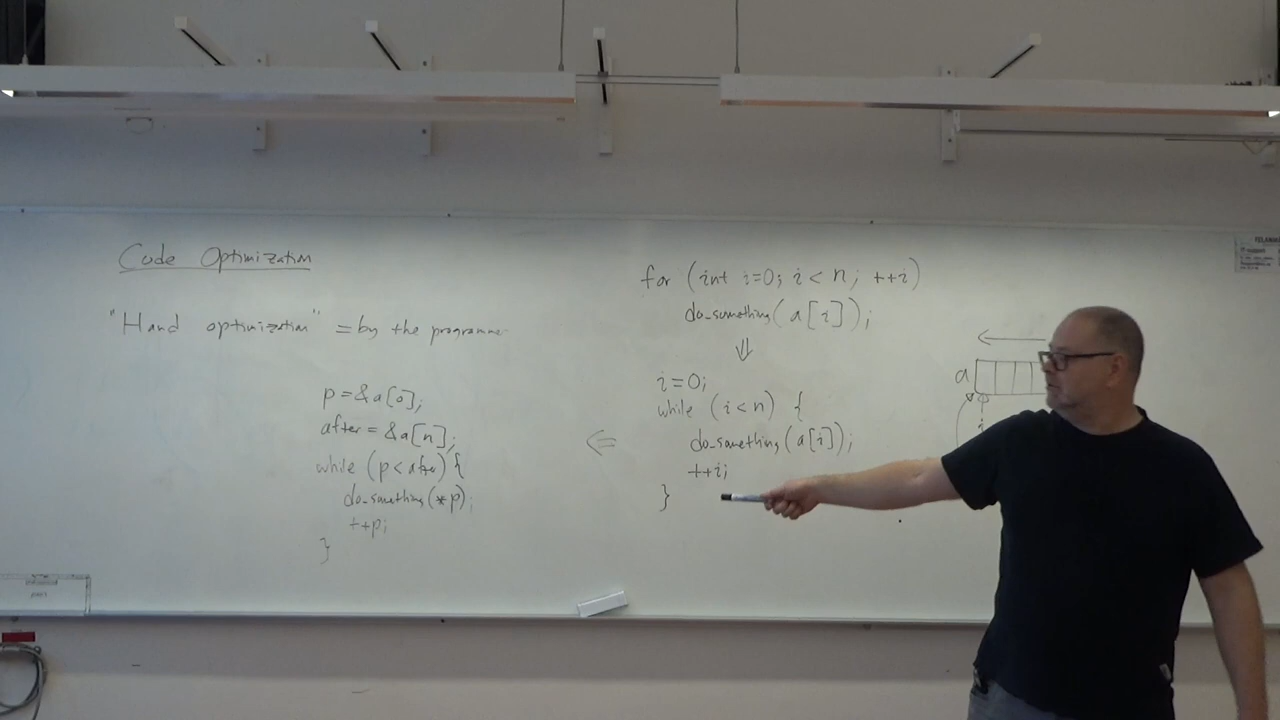 Code Optimization
"Hand optimization" = by the programmer
p = &a[0];
after = &a[n];
while (p < after) {
do_something(*p);
++p;
}
⇐
for (int i=0; i < n; ++i)
do_something(a[i]);
⇓
i=0;
while (i<n) {
do_something(a[i]);
++i;
}
←
a
i